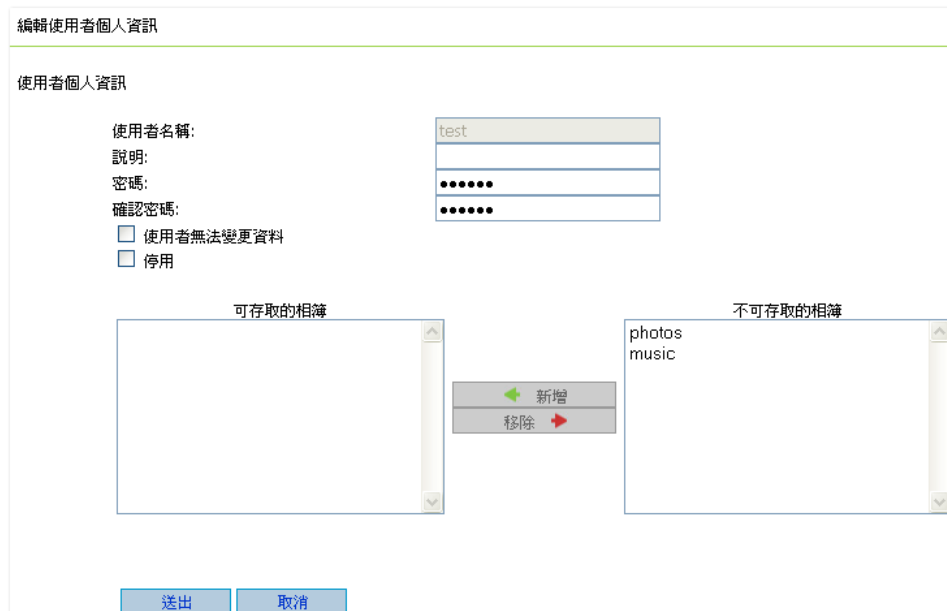 編輯使用者個人資訊
使用者個人資訊
使用者名稱: test
說明:
密碼: ●●●●●●
確認密碼: ●●●●●●
使用者無法變更資料
停用
可存取的相簿
不可存取的相簿
photos
music
新增
移除
送出 取消